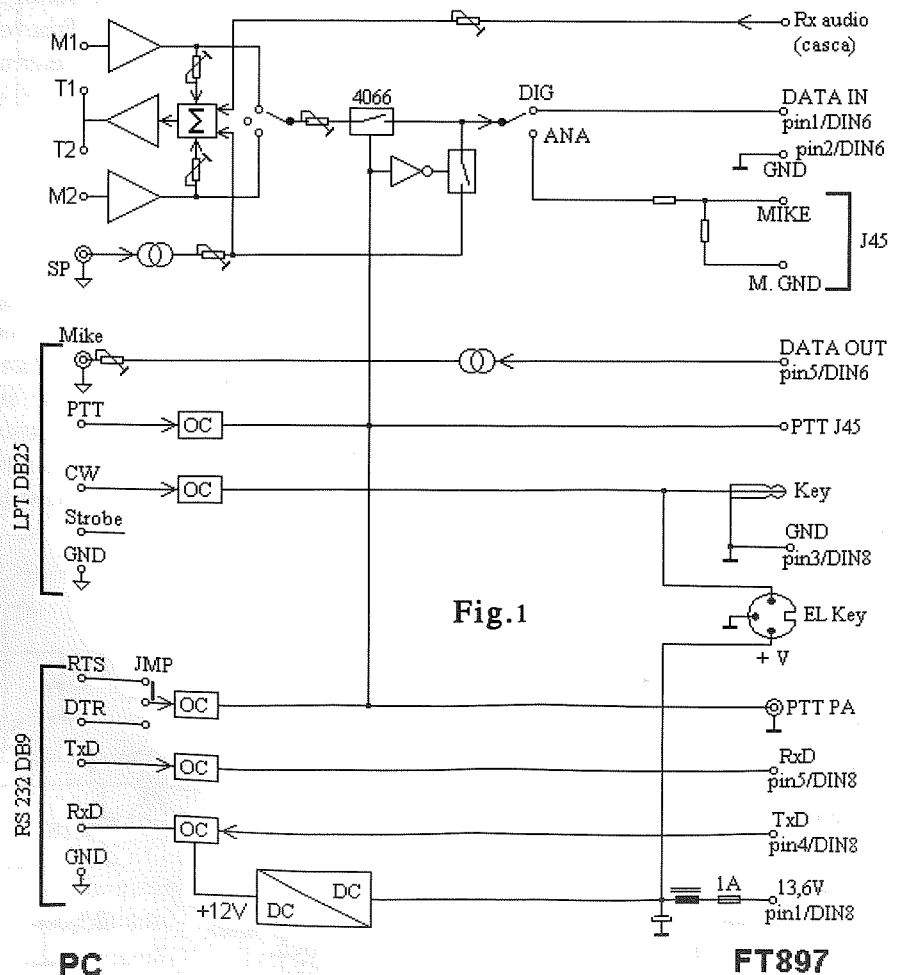 Rx audio
(casca)
M1
T1
T2
M2
Σ
4066
DIG
ANA
DATA IN
pin1/DIN6
pin2/DIN6
GND
MIKE
J45
M. GND
SP
Mike
DATA OUT
pin5/DIN6
PTT
OC
PTT J45
LPT DB25
CW
OC
Key
Strobe
GND
GND
pin3/DIN8
Fig.1
EL Key
+ V
RTS
JMP
DTR
OC
PTT PA
RS 232 DB9
TxD
OC
RxD
pin5/DIN8
RxD
OC
TxD
pin4/DIN8
GND
+12V
DC
DC
1A
13,6V
pin1/DIN8
PC
FT897